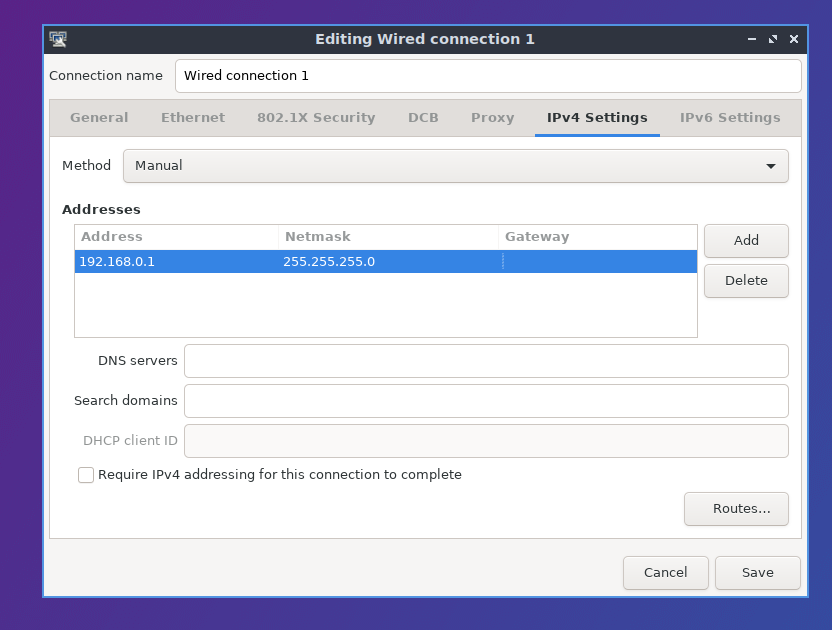 Editing Wired connection 1
Connection name Wired connection 1
General Ethernet 802.1X Security DCB Proxy IPv4 Settings IPv6 Settings
Method Manual
Addresses
Address Netmask Gateway Add
192.168.0.1 255.255.255.0
Delete
DNS servers
Search domains
DHCP client ID
Require IPv4 addressing for this connection to complete
Routes…
Cancel Save